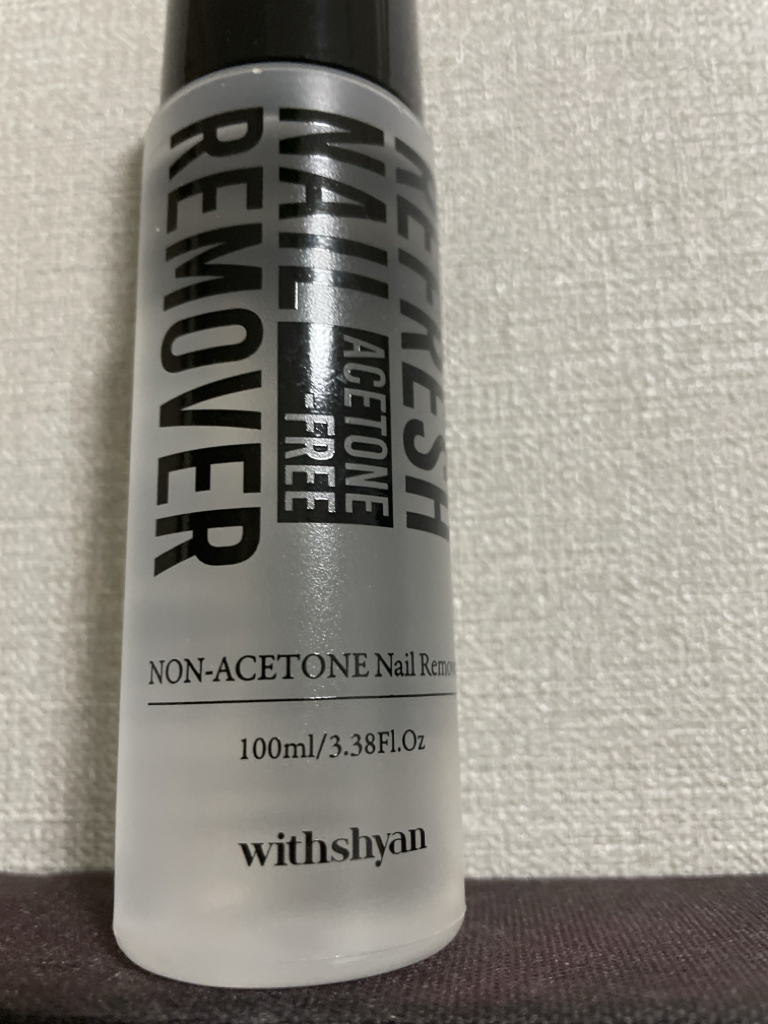 REFRESH
NAIL
ACETONE
-FREE
REMOVER
NON-ACETONE Nail
100ml/3.38Fl.Oz
withshyan